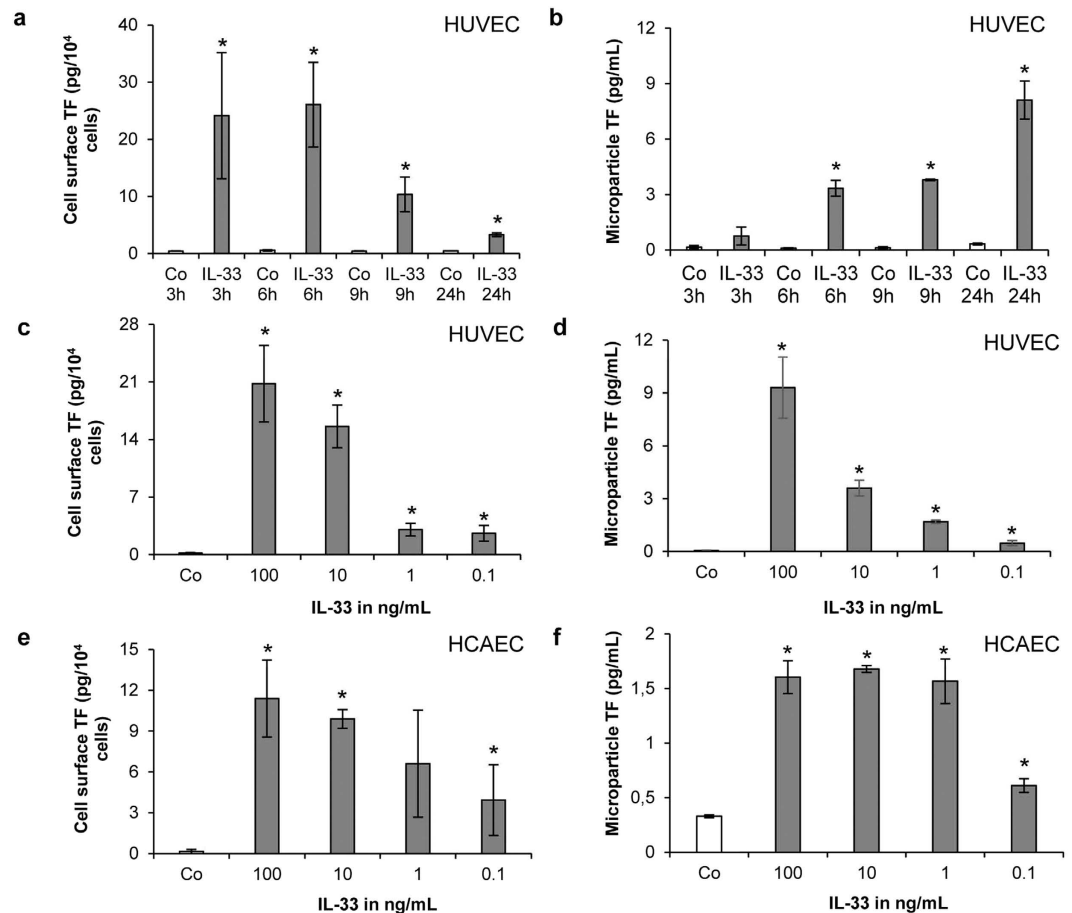 a
HUVEC
Cell surface TF (pg/10⁴
cells)
40
30
20
10
0
* * * *
Co IL-33 Co IL-33 Co IL-33 Co IL-33
3h 3h 6h 6h 9h 9h 24h 24h
b
HUVEC
Microparticle TF (pg/mL)
12
9
6
3
0
* * *
Co IL-33 Co IL-33 Co IL-33 Co IL-33
3h 3h 6h 6h 9h 9h 24h 24h
c
HUVEC
Cell surface TF (pg/10⁴
cells)
28
21
14
7
0
* * * *
Co 100 10 1 0.1
IL-33 in ng/mL
d
HUVEC
Microparticle TF (pg/mL)
12
9
6
3
0
* * * *
Co 100 10 1 0.1
IL-33 in ng/mL
e
HCAEC
Cell surface TF (pg/10⁴
cells)
15
12
9
6
3
0
* * *
Co 100 10 1 0.1
IL-33 in ng/mL
f
HCAEC
Microparticle TF (pg/mL)
2
1,5
1
0,5
0
* * * *
Co 100 10 1 0.1
IL-33 in ng/mL